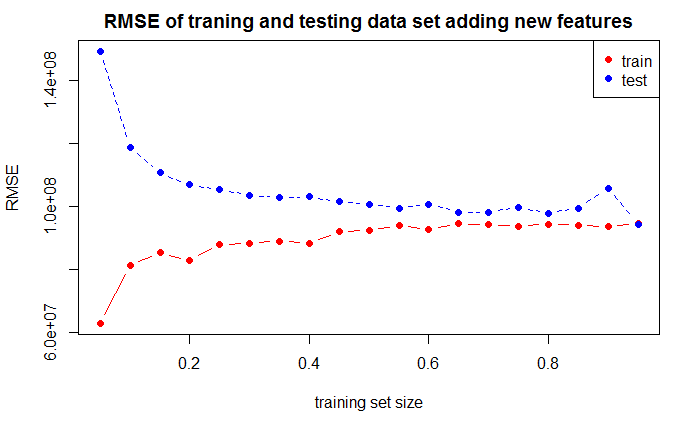 RMSE of traning and testing data set adding new features
train
test
RMSE
1.4e+08
1.0e+08
6.0e+07
0.2
0.4
0.6
0.8
training set size